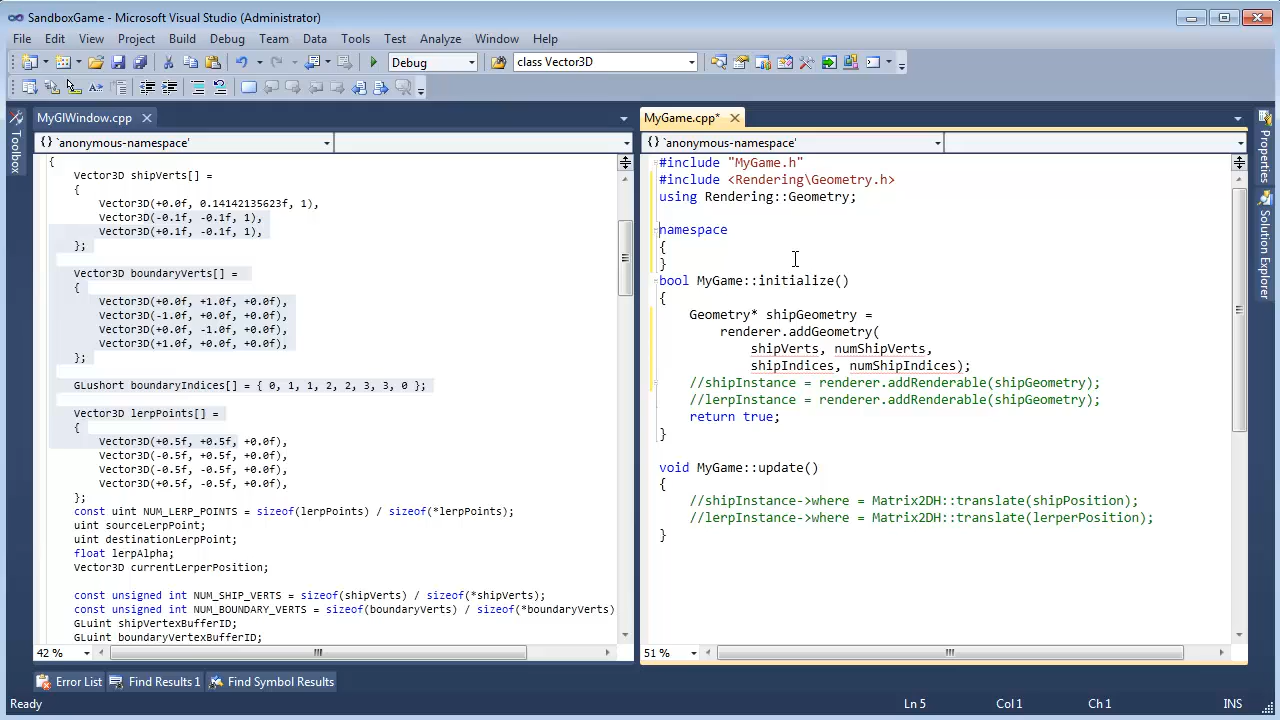 SandboxGame - Microsoft Visual Studio (Administrator)
File Edit View Project Build Debug Team Data Tools Test Analyze Window Help
Debug class Vector3D
MyGlWindow.cpp
`anonymous-namespace'
{
Vector3D shipVerts[] =
{
Vector3D(+0.0f, 0.14142135623f, 1),
Vector3D(-0.1f, -0.1f, 1),
Vector3D(+0.1f, -0.1f, 1),
};
Vector3D boundaryVerts[] =
{
Vector3D(+0.0f, +1.0f, +0.0f),
Vector3D(-1.0f, +0.0f, +0.0f),
Vector3D(+0.0f, -1.0f, +0.0f),
Vector3D(+1.0f, +0.0f, +0.0f),
};
GLushort boundaryIndices[] = { 0, 1, 1, 2, 2, 3, 3, 0 };
Vector3D lerpPoints[] =
{
Vector3D(+0.5f, +0.5f, +0.0f),
Vector3D(-0.5f, +0.5f, +0.0f),
Vector3D(-0.5f, -0.5f, +0.0f),
Vector3D(+0.5f, -0.5f, +0.0f),
};
const uint NUM_LERP_POINTS = sizeof(lerpPoints) / sizeof(*lerpPoints);
uint sourceLerpPoint;
uint destinationLerpPoint;
float lerpAlpha;
Vector3D currentLerperPosition;
const unsigned int NUM_SHIP_VERTS = sizeof(shipVerts) / sizeof(*shipVerts);
const unsigned int NUM_BOUNDARY_VERTS = sizeof(boundaryVerts) / sizeof(*boundaryVerts)
GLuint shipVertexBufferID;
GLuint boundaryVertexBufferID;
42 %
MyGame.cpp*
`anonymous-namespace'
#include "MyGame.h"
#include <Rendering\Geometry.h>
using Rendering::Geometry;
namespace
{
}
bool MyGame::initialize()
{
Geometry* shipGeometry =
renderer.addGeometry(
shipVerts, numShipVerts,
shipIndices, numShipIndices);
//shipInstance = renderer.addRenderable(shipGeometry);
//lerpInstance = renderer.addRenderable(shipGeometry);
return true;
}
void MyGame::update()
{
//shipInstance->where = Matrix2DH::translate(shipPosition);
//lerpInstance->where = Matrix2DH::translate(lerperPosition);
}
51 %
Toolbox
Properties
Solution Explorer
Error List Find Results 1 Find Symbol Results
Ready Ln 5 Col 1 Ch 1 INS